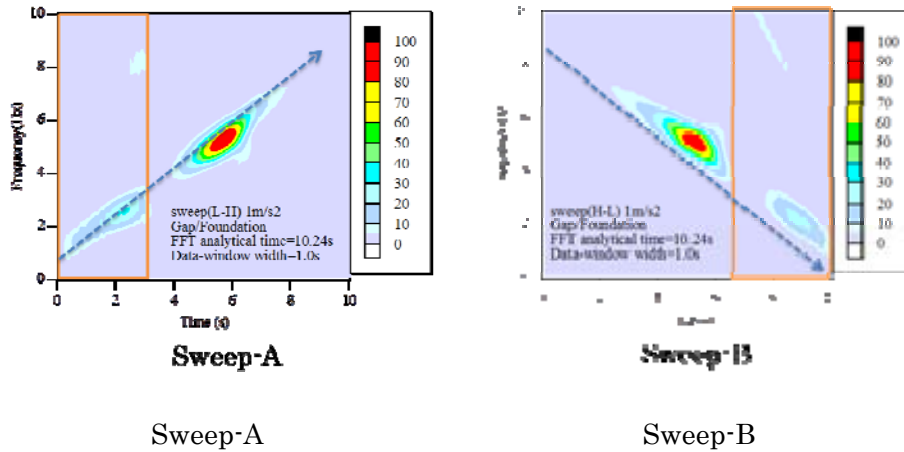 10
8
6
4
2
0
Frequency(Hz)
sweep(L-H) 1m/s2
Gap/Foundation
FFT analytical time=10.24s
Data-window width=1.0s
0 2 4 6 8 10
Time (s)
100
90
80
70
60
50
40
30
20
10
0
Sweep-A
sweep(H-L) 1m/s2
Gap/Foundation
FFT analytical time=10.24s
Data-window width=1.0s
100
90
80
70
60
50
40
30
20
10
0
Sweep-B
Sweep-A
Sweep-B